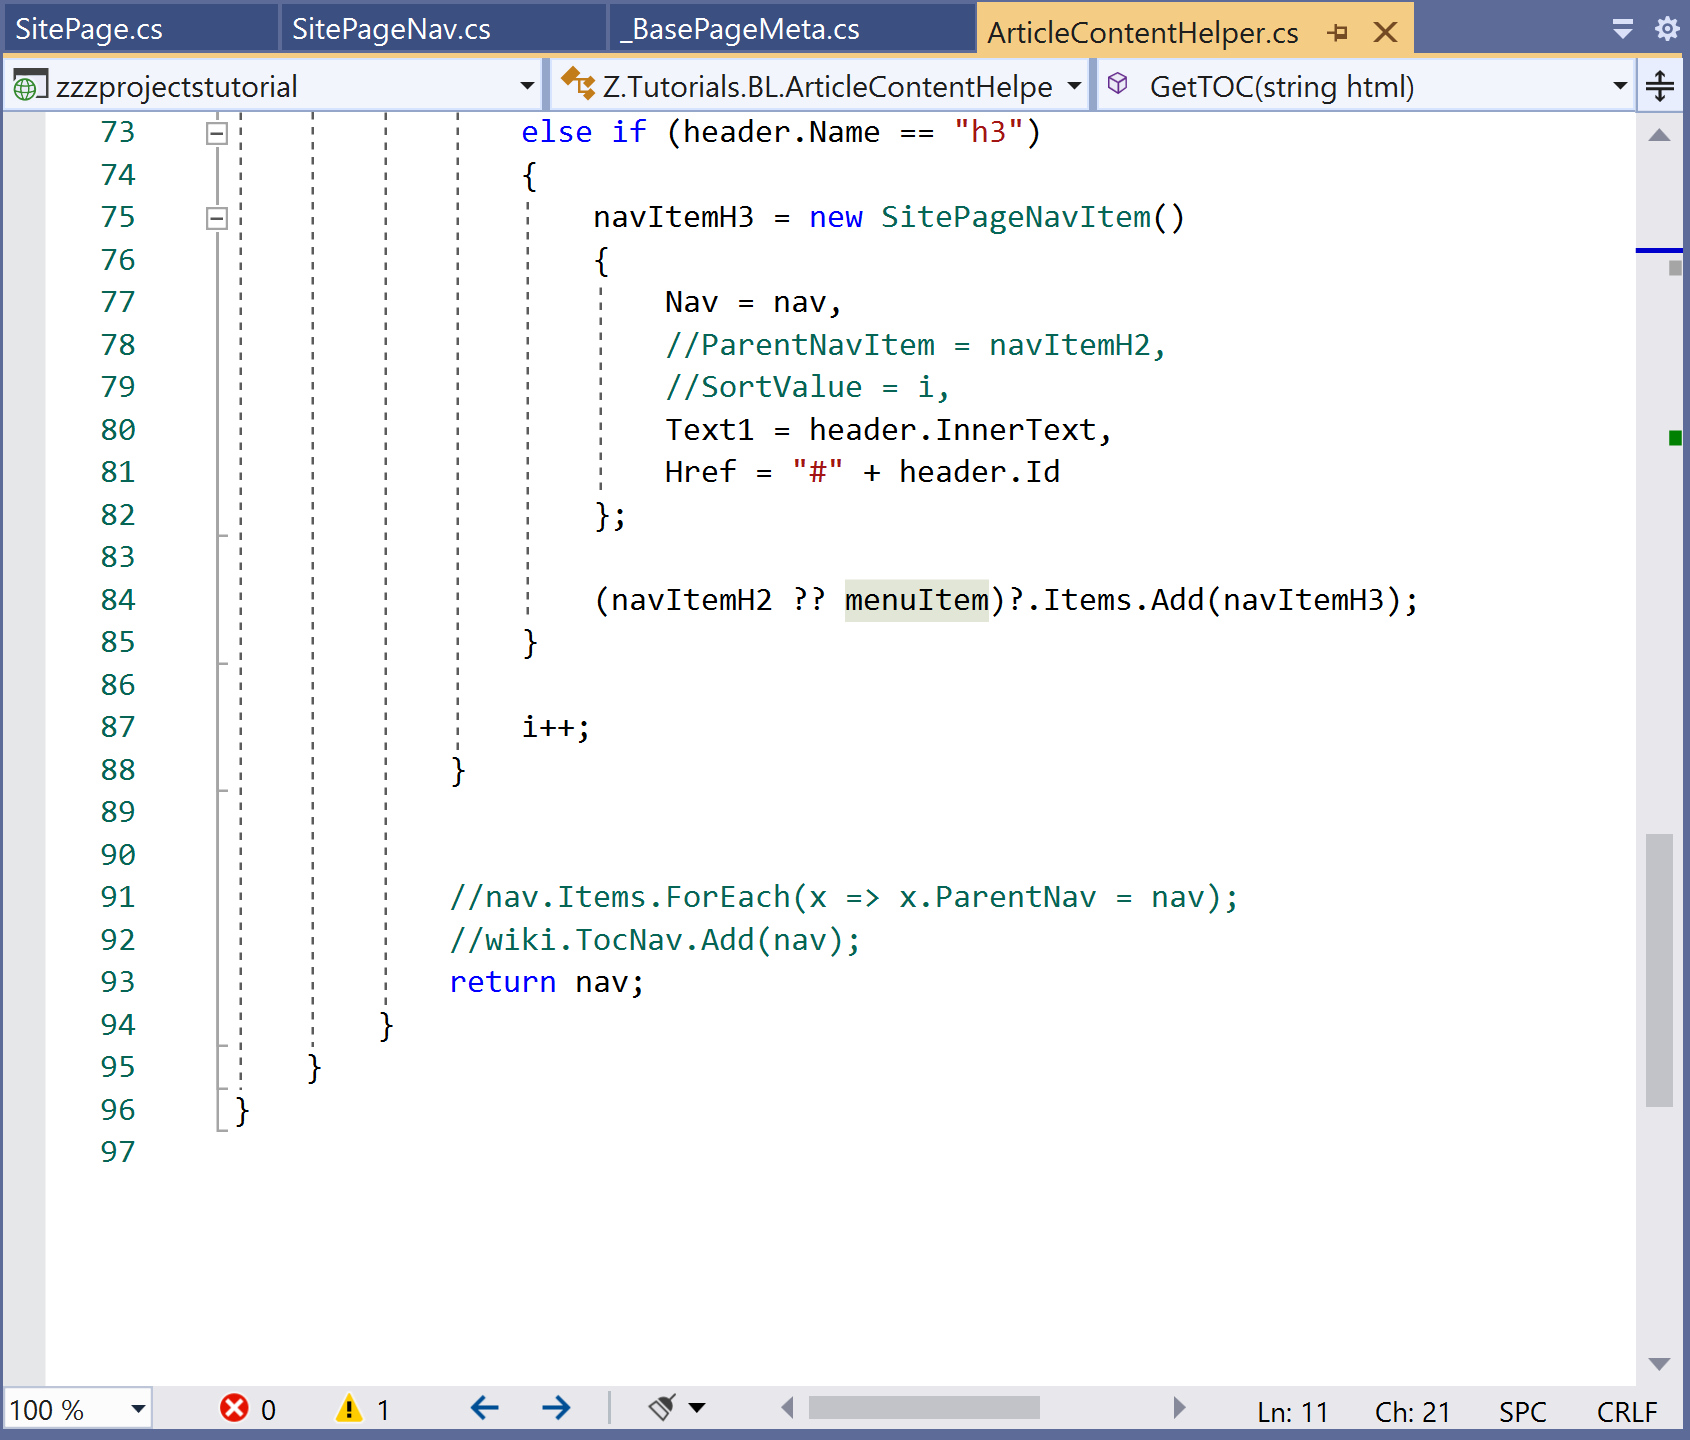 SitePage.cs SitePageNav.cs _BasePageMeta.cs ArticleContentHelper.cs
zzzprojectstutorial Z.Tutorials.BL.ArticleContentHelpe GetTOC(string html)
73 else if (header.Name == "h3")
74 {
75 navItemH3 = new SitePageNavItem()
76 {
77 Nav = nav,
78 //ParentNavItem = navItemH2,
79 //SortValue = i,
80 Text1 = header.InnerText,
81 Href = "#" + header.Id
82 };
83
84 (navItemH2 ?? menuItem)?.Items.Add(navItemH3);
85 }
86
87 i++;
88 }
89
90
91 //nav.Items.ForEach(x => x.ParentNav = nav);
92 //wiki.TocNav.Add(nav);
93 return nav;
94 }
95 }
96 }
97
100 % 0 1 Ln: 11 Ch: 21 SPC CRLF